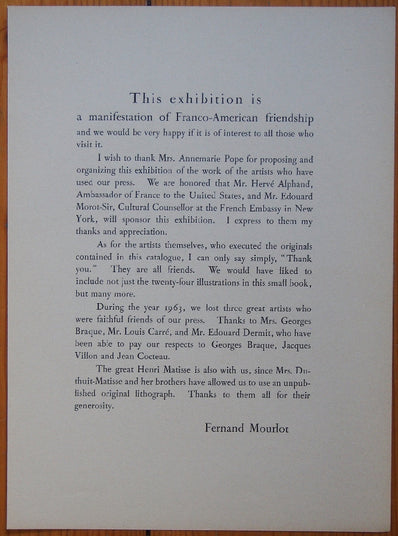 This exhibition is
a manifestation of Franco-American friendship
and we would be very happy if it is of interest to all those who
visit it.
I wish to thank Mrs. Annemarie Pope for proposing and
organizing this exhibition of the work of the artists who have
used our press. We are honored that Mr. Hervé Alphand,
Ambassador of France to the United States, and Mr. Edouard
Morot-Sir, Cultural Counsellor at the French Embassy in New
York, will sponsor this exhibition. I express to them my
thanks and appreciation.
As for the artists themselves, who executed the originals
contained in this catalogue, I can only say simply, "Thank
you." They are all friends. We would have liked to
include not just the twenty-four illustrations in this small book,
but many more.
During the year 1963, we lost three great artists who
were faithful friends of our press. Thanks to Mrs. Georges
Braque, Mr. Louis Carré, and Mr. Edouard Dermit, who have
been able to pay our respects to Georges Braque, Jacques
Villon and Jean Cocteau.
The great Henri Matisse is also with us, since Mrs. Du-
thuit-Matisse and her brothers have allowed us to use an unpub-
lished original lithograph. Thanks to them all for their
generosity.
Fernand Mourlot